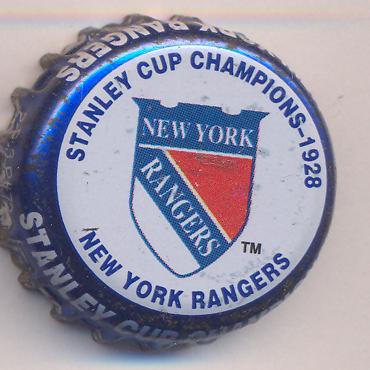 STANLEY CUP CHAMPIONS-1928
NEW YORK
RANGERS
TM
NEW YORK RANGERS
RANGERS
STANLEY CUP